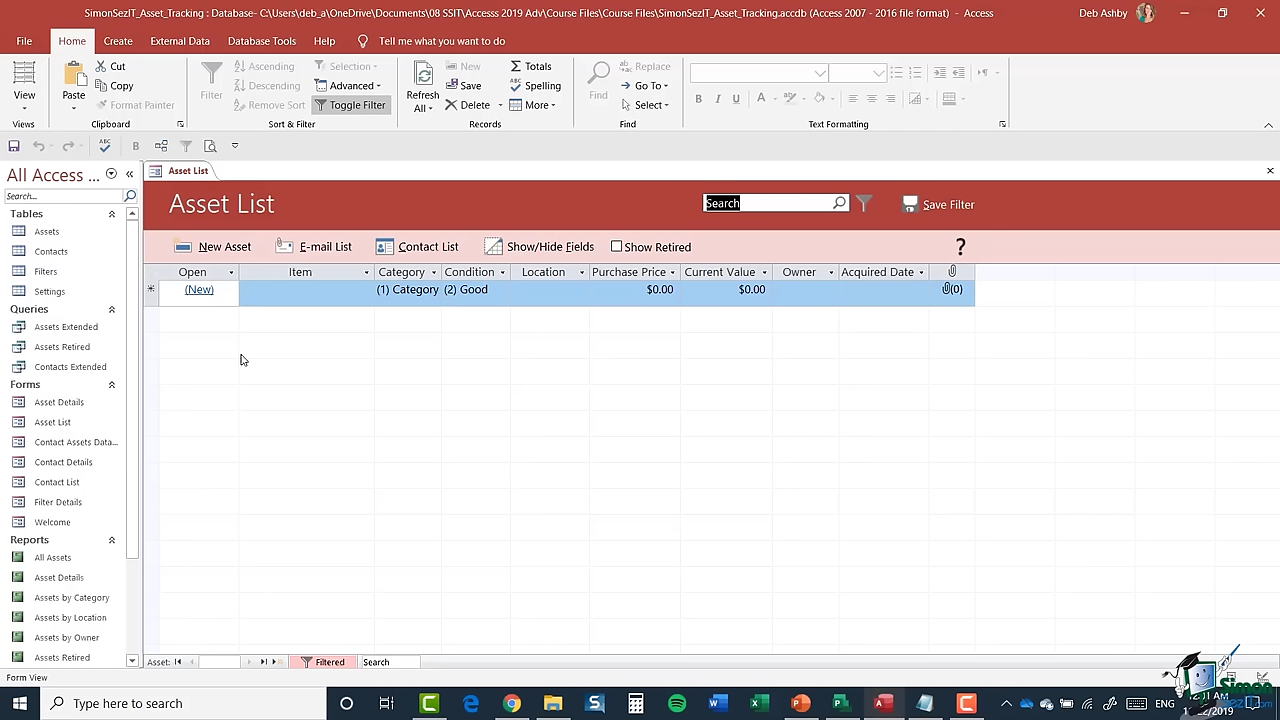 SimonSezIT_Asset_Tracking : Database- C:\Users\deb_a\OneDrive\Documents\08 SSIT\Accesss 2019 Adv\Course Files\Course Files\SimonSezIT_Asset_Tracking.accdb (Access 2007 - 2016 file format) - Access
Deb Ashby
File Home Create External Data Database Tools Help Tell me what you want to do
View
Views
Paste
Cut
Copy
Format Painter
Clipboard
Filter
Ascending
Descending
Remove Sort
Selection
Advanced
Toggle Filter
Sort & Filter
Refresh
All
New
Save
Delete
Totals
Spelling
More
Records
Find
Replace
Go To
Select
Find
B I U A
Text Formatting
ABC B
All Access ...
Search...
Tables
Assets
Contacts
Filters
Settings
Queries
Assets Extended
Assets Retired
Contacts Extended
Forms
Asset Details
Asset List
Contact Assets Data...
Contact Details
Contact List
Filter Details
Welcome
Reports
All Assets
Asset Details
Assets by Category
Assets by Location
Assets by Owner
Assets Retired
Asset List
Asset List
Search
Save Filter
New Asset E-mail List Contact List Show/Hide Fields Show Retired ?
Open Item Category Condition Location Purchase Price Current Value Owner Acquired Date
(New) (1) Category (2) Good $0.00 $0.00 (0)
Asset: Filtered Search
Form View
Type here to search
ENG
Simon